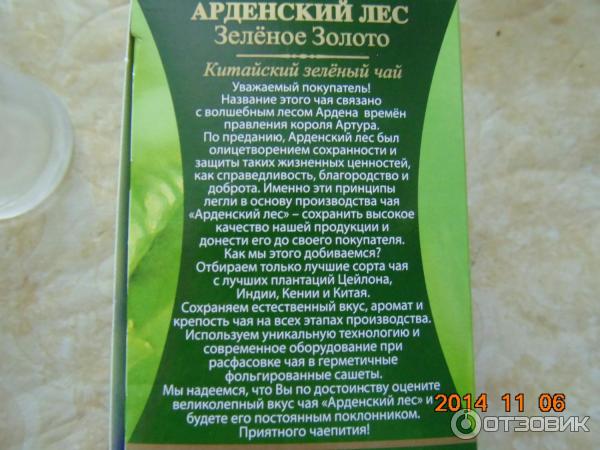 АРДЕНСКИЙ ЛЕС
Зелёное Золото
Китайский зелёный чай
Уважаемый покупатель!
Название этого чая связано
с волшебным лесом Ардена времён
правления короля Артура.
По преданию, Арденский лес был
олицетворением сохранности и
защиты таких жизненных ценностей,
как справедливость, благородство и
доброта. Именно эти принципы
легли в основу производства чая
«Арденский лес» – сохранить высокое
качество нашей продукции и
донести его до своего покупателя.
Как мы этого добиваемся?
Отбираем только лучшие сорта чая
с лучших плантаций Цейлона,
Индии, Кении и Китая.
Сохраняем естественный вкус, аромат и
крепость чая на всех этапах производства.
Используем уникальную технологию и
современное оборудование при
расфасовке чая в герметичные
фольгированные сашеты.
Мы надеемся, что Вы по достоинству оцените
великолепный вкус чая «Арденский лес» и
будете его постоянным поклонником.
Приятного чаепития!
2014 11 06
ОТЗОВИК